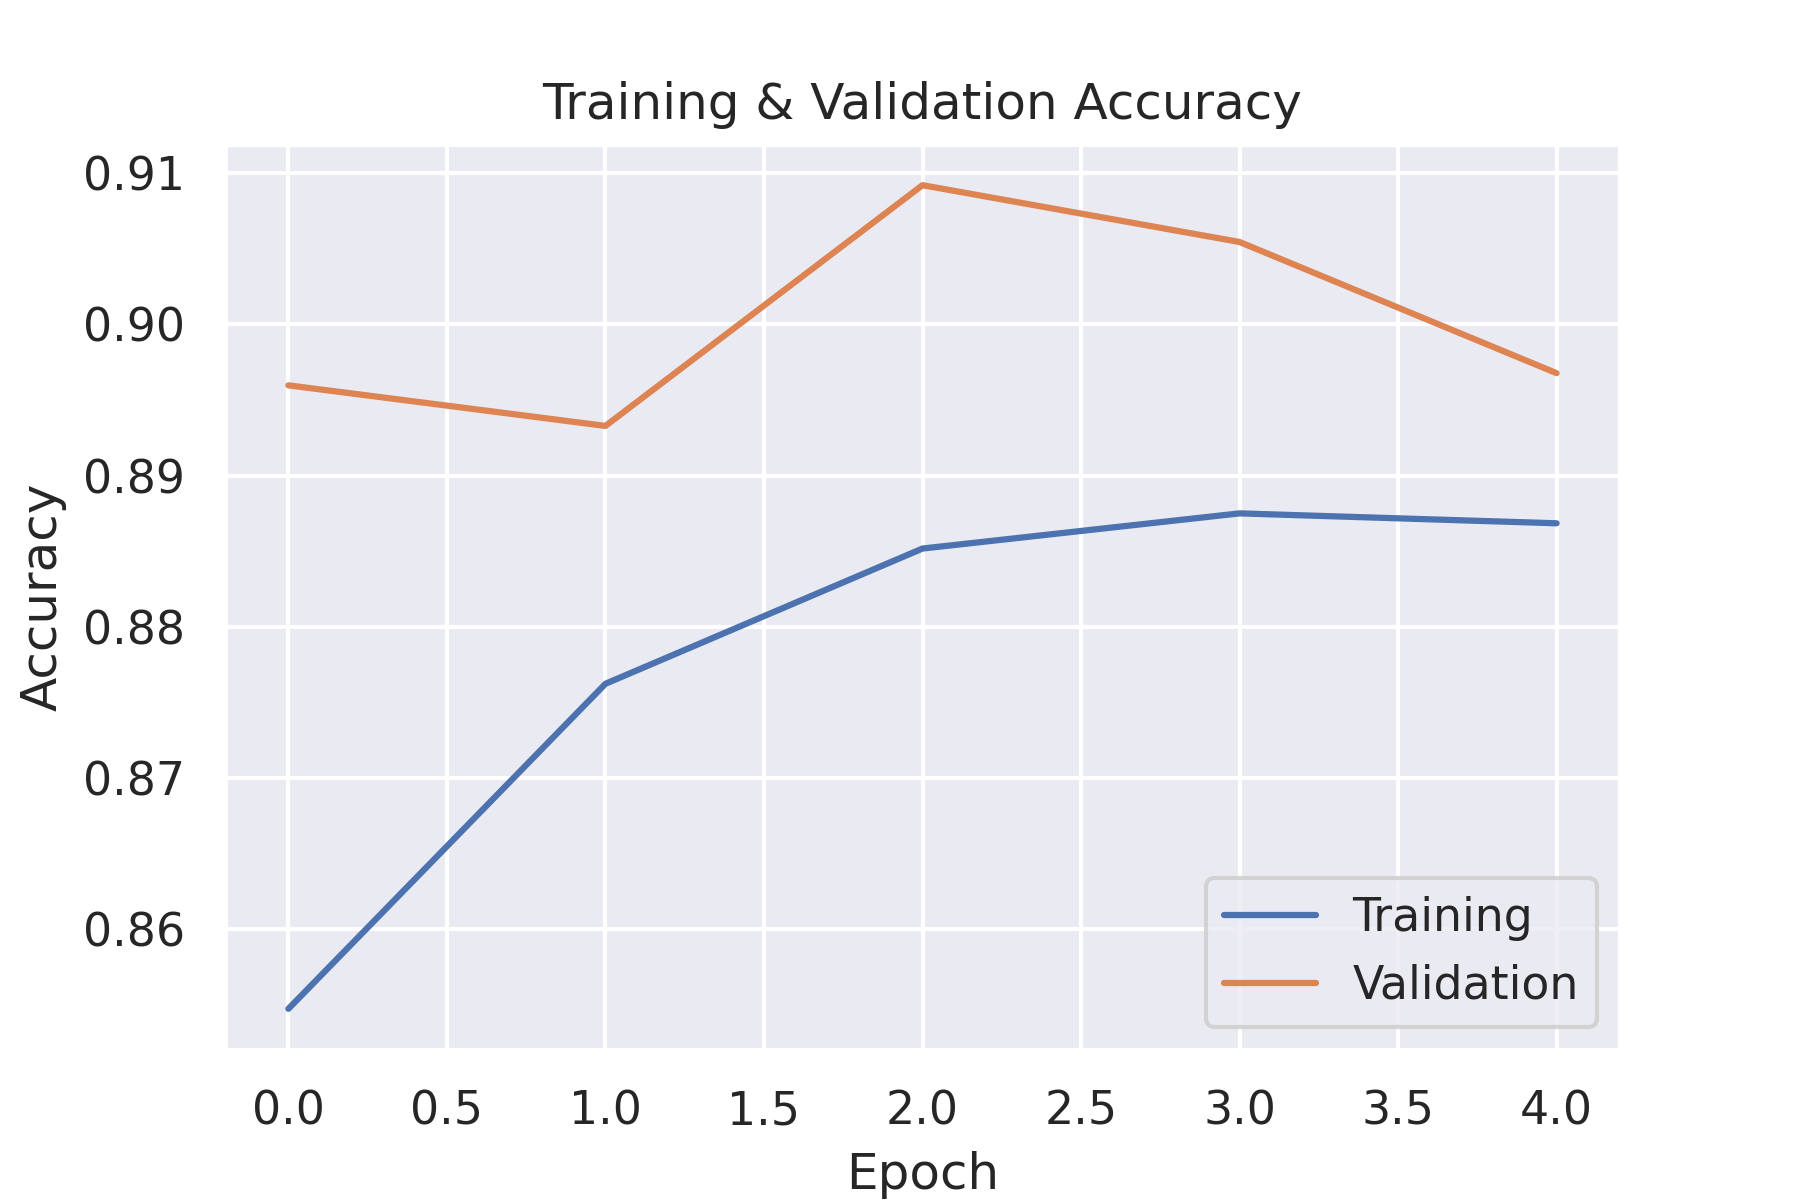 Training & Validation Accuracy
0.91
0.90
0.89
0.88
0.87
0.86
Accuracy
Training
Validation
0.0 0.5 1.0 1.5 2.0 2.5 3.0 3.5 4.0
Epoch